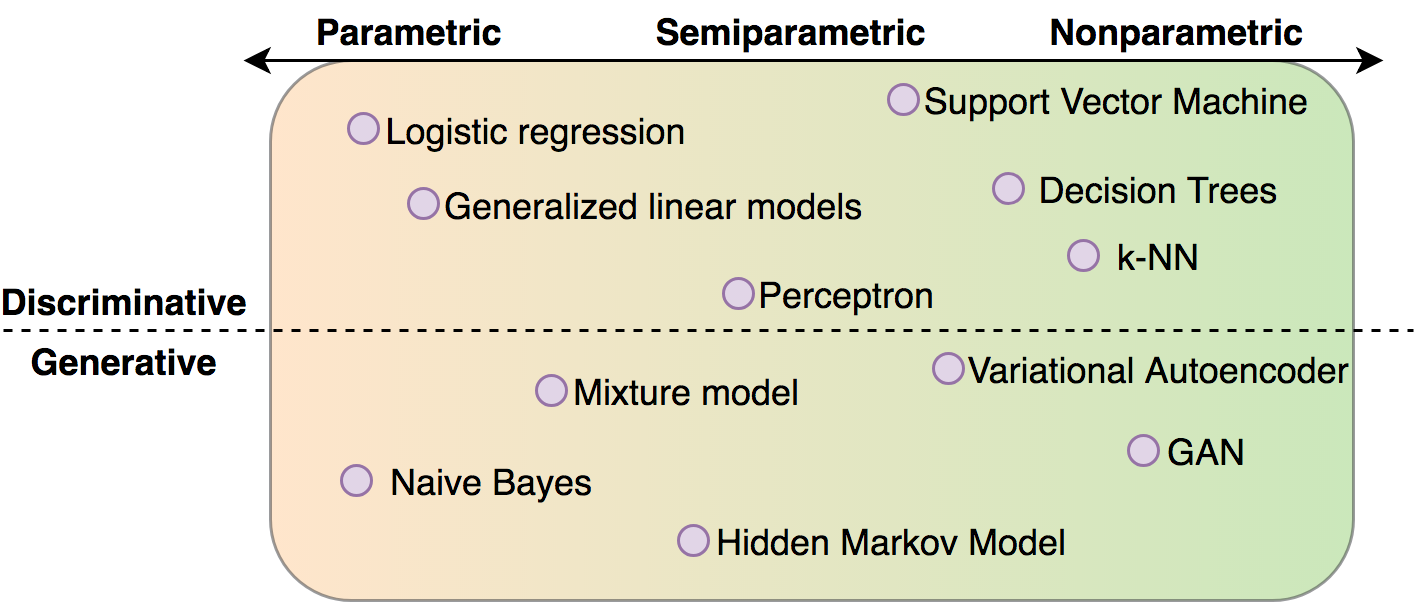 Parametric
Semiparametric
Nonparametric
Support Vector Machine
Logistic regression
Decision Trees
Generalized linear models
k-NN
Perceptron
Discriminative
Generative
Variational Autoencoder
Mixture model
GAN
Naive Bayes
Hidden Markov Model